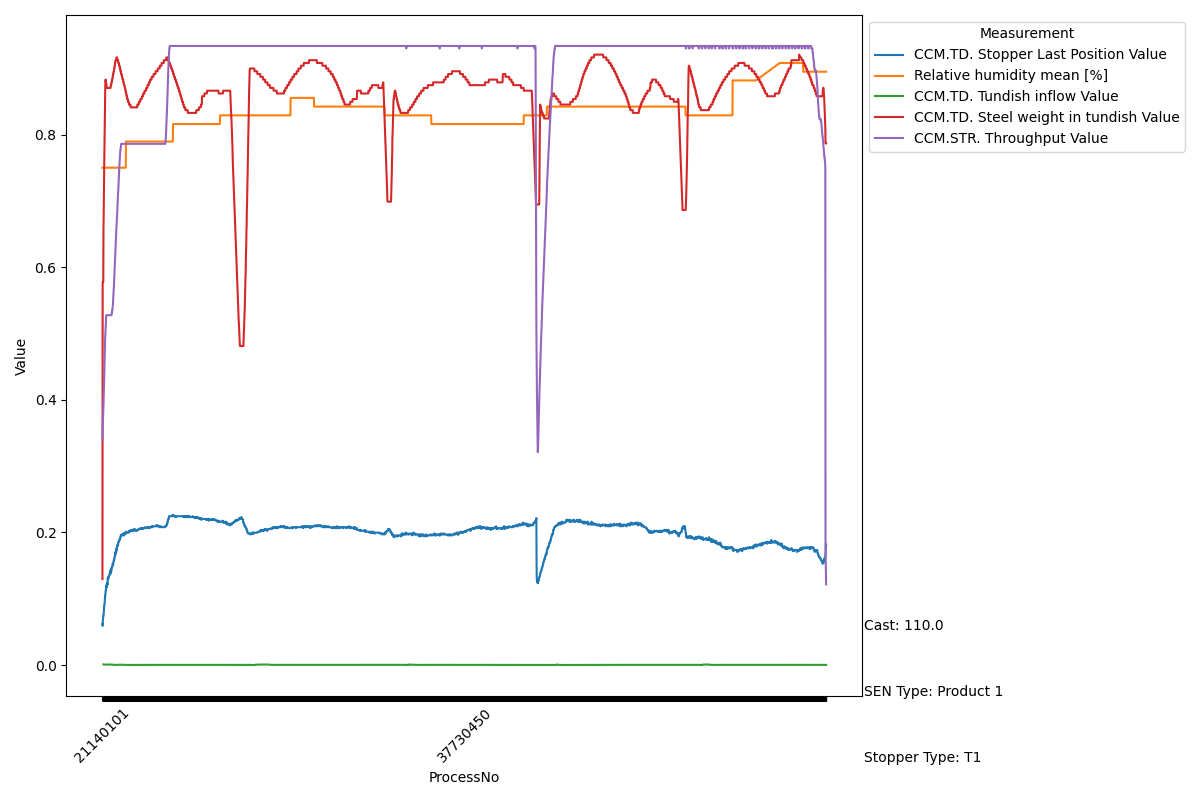 Measurement
CCM.TD. Stopper Last Position Value
Relative humidity mean [%]
CCM.TD. Tundish inflow Value
CCM.TD. Steel weight in tundish Value
CCM.STR. Throughput Value
Value
0.8
0.6
0.4
0.2
0.0
21140101
37730450
ProcessNo
Cast: 110.0
SEN Type: Product 1
Stopper Type: T1